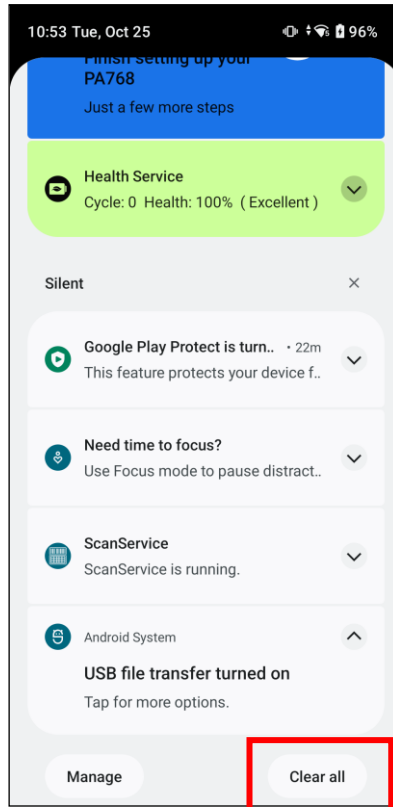 10:53 Tue, Oct 25 96%
Finish setting up your
PA768
Just a few more steps
Health Service
Cycle: 0 Health: 100% ( Excellent )
Silent
Google Play Protect is turn.. • 22m
This feature protects your device f..
Need time to focus?
Use Focus mode to pause distract..
ScanService
ScanService is running.
Android System
USB file transfer turned on
Tap for more options.
Manage Clear all